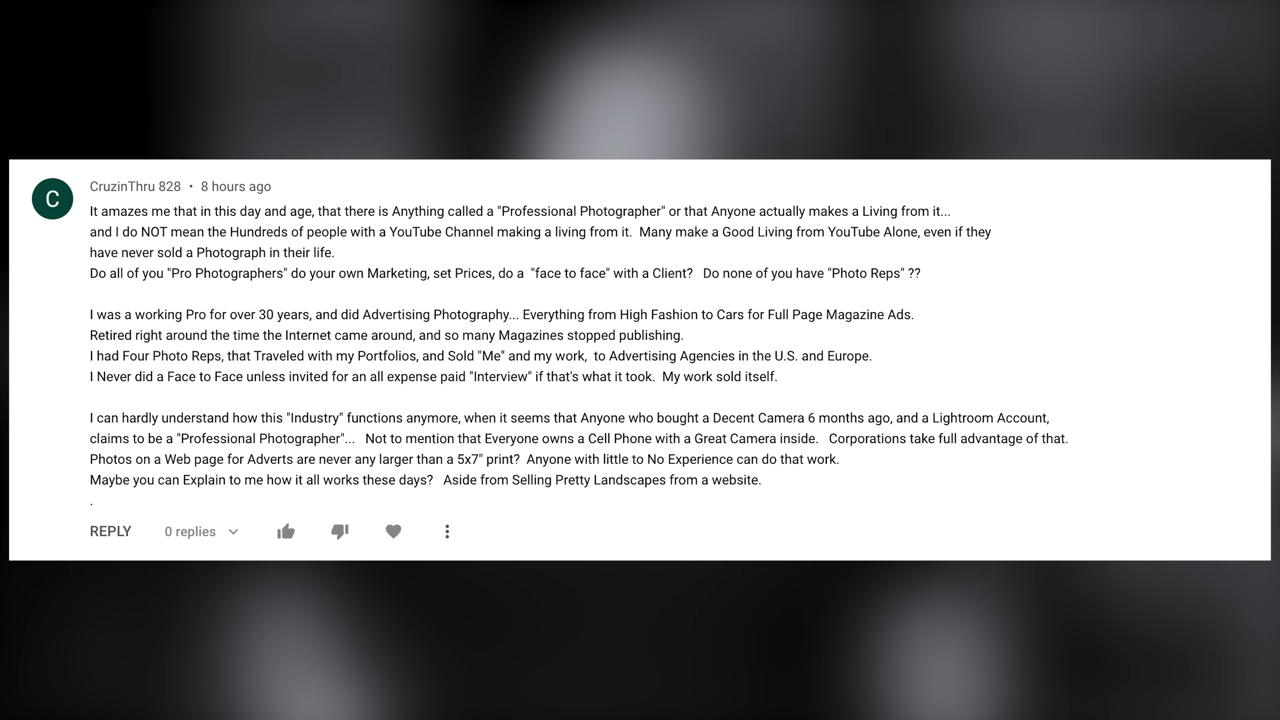 C
CruzinThru 828 • 8 hours ago
It amazes me that in this day and age, that there is Anything called a "Professional Photographer" or that Anyone actually makes a Living from it...
and I do NOT mean the Hundreds of people with a YouTube Channel making a living from it.  Many make a Good Living from YouTube Alone, even if they
have never sold a Photograph in their life.
Do all of you "Pro Photographers" do your own Marketing, set Prices, do a  "face to face" with a Client?   Do none of you have "Photo Reps" ??
I was a working Pro for over 30 years, and did Advertising Photography... Everything from High Fashion to Cars for Full Page Magazine Ads.
Retired right around the time the Internet came around, and so many Magazines stopped publishing.
I had Four Photo Reps, that Traveled with my Portfolios, and Sold "Me" and my work,  to Advertising Agencies in the U.S. and Europe.
I Never did a Face to Face unless invited for an all expense paid "Interview" if that's what it took.  My work sold itself.
I can hardly understand how this "Industry" functions anymore, when it seems that Anyone who bought a Decent Camera 6 months ago, and a Lightroom Account,
claims to be a "Professional Photographer"...   Not to mention that Everyone owns a Cell Phone with a Great Camera inside.   Corporations take full advantage of that.
Photos on a Web page for Adverts are never any larger than a 5x7" print?  Anyone with little to No Experience can do that work.
Maybe you can Explain to me how it all works these days?   Aside from Selling Pretty Landscapes from a website.
.
REPLY 0 replies